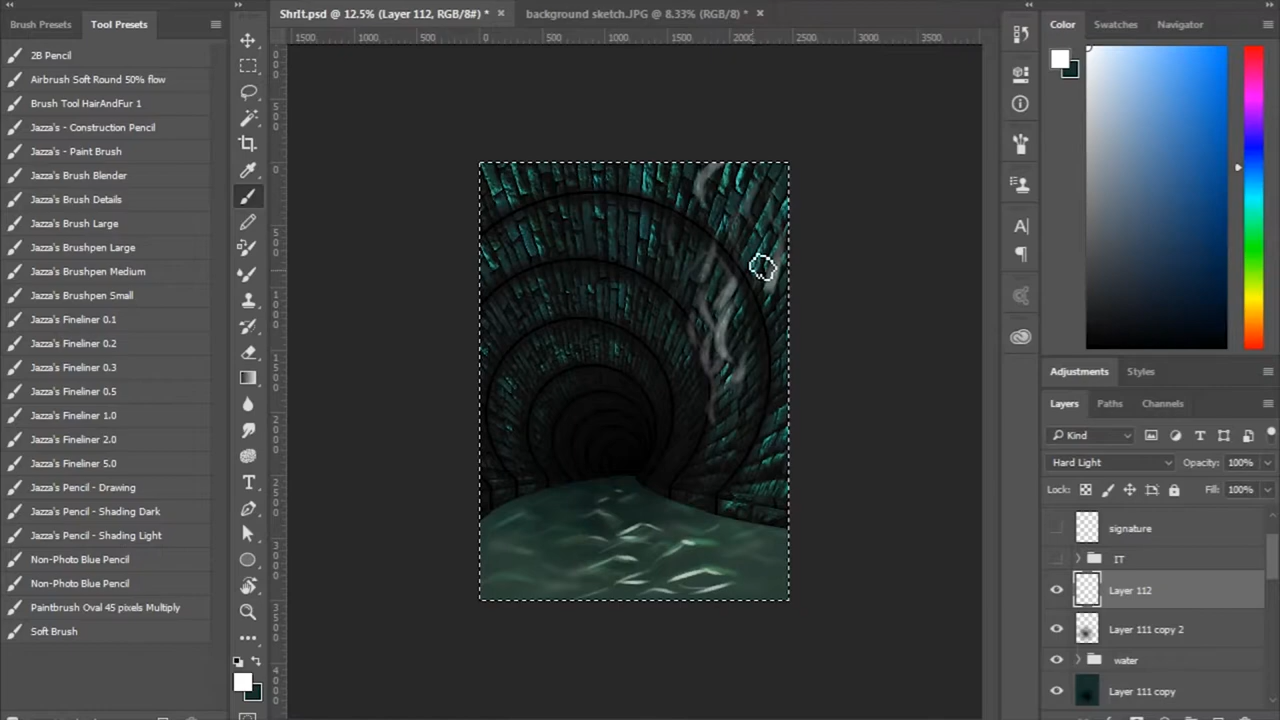 Brush Presets
Tool Presets
2B Pencil
Airbrush Soft Round 50% flow
Brush Tool HairAndFur 1
Jazza's - Construction Pencil
Jazza's - Paint Brush
Jazza's Brush Blender
Jazza's Brush Details
Jazza's Brush Large
Jazza's Brushpen Large
Jazza's Brushpen Medium
Jazza's Brushpen Small
Jazza's Fineliner 0.1
Jazza's Fineliner 0.2
Jazza's Fineliner 0.3
Jazza's Fineliner 0.5
Jazza's Fineliner 1.0
Jazza's Fineliner 2.0
Jazza's Fineliner 5.0
Jazza's Pencil - Drawing
Jazza's Pencil - Shading Dark
Jazza's Pencil - Shading Light
Non-Photo Blue Pencil
Non-Photo Blue Pencil
Paintbrush Oval 45 pixels Multiply
Soft Brush
ShrIt.psd @ 12.5% (Layer 112, RGB/8#) *
background sketch.JPG @ 8.33% (RGB/8) *
1500 1000 500 0 500 1000 1500 2000 2500 3000 3500
Color
Swatches
Navigator
Adjustments
Styles
Layers
Paths
Channels
Kind
Hard Light
Opacity: 100%
Lock:
Fill: 100%
signature
IT
Layer 112
Layer 111 copy 2
water
Layer 111 copy